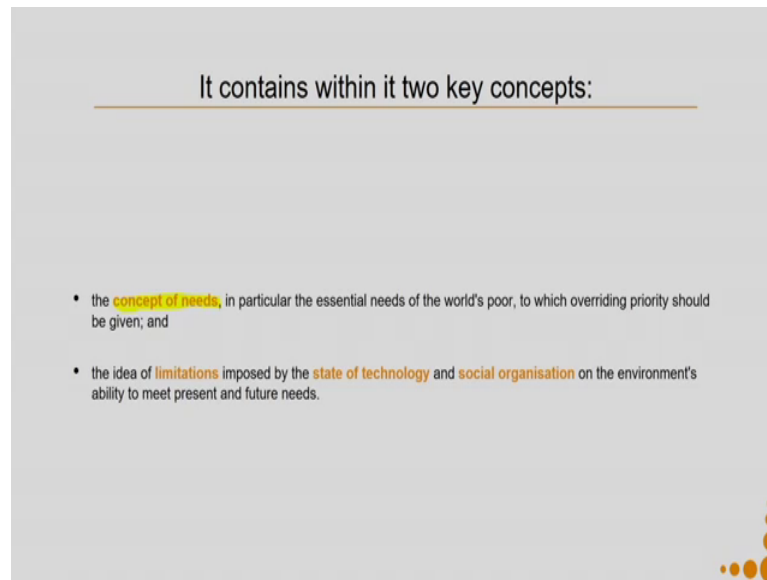 It contains within it two key concepts:
• the concept of needs, in particular the essential needs of the world's poor, to which overriding priority should
be given; and
• the idea of limitations imposed by the state of technology and social organisation on the environment's
ability to meet present and future needs.